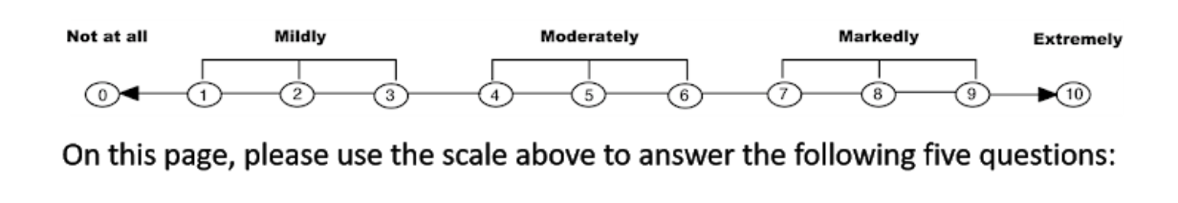 Not at all Mildly Moderately Markedly Extremely
0 1 2 3 4 5 6 7 8 9 10
On this page, please use the scale above to answer the following five questions: